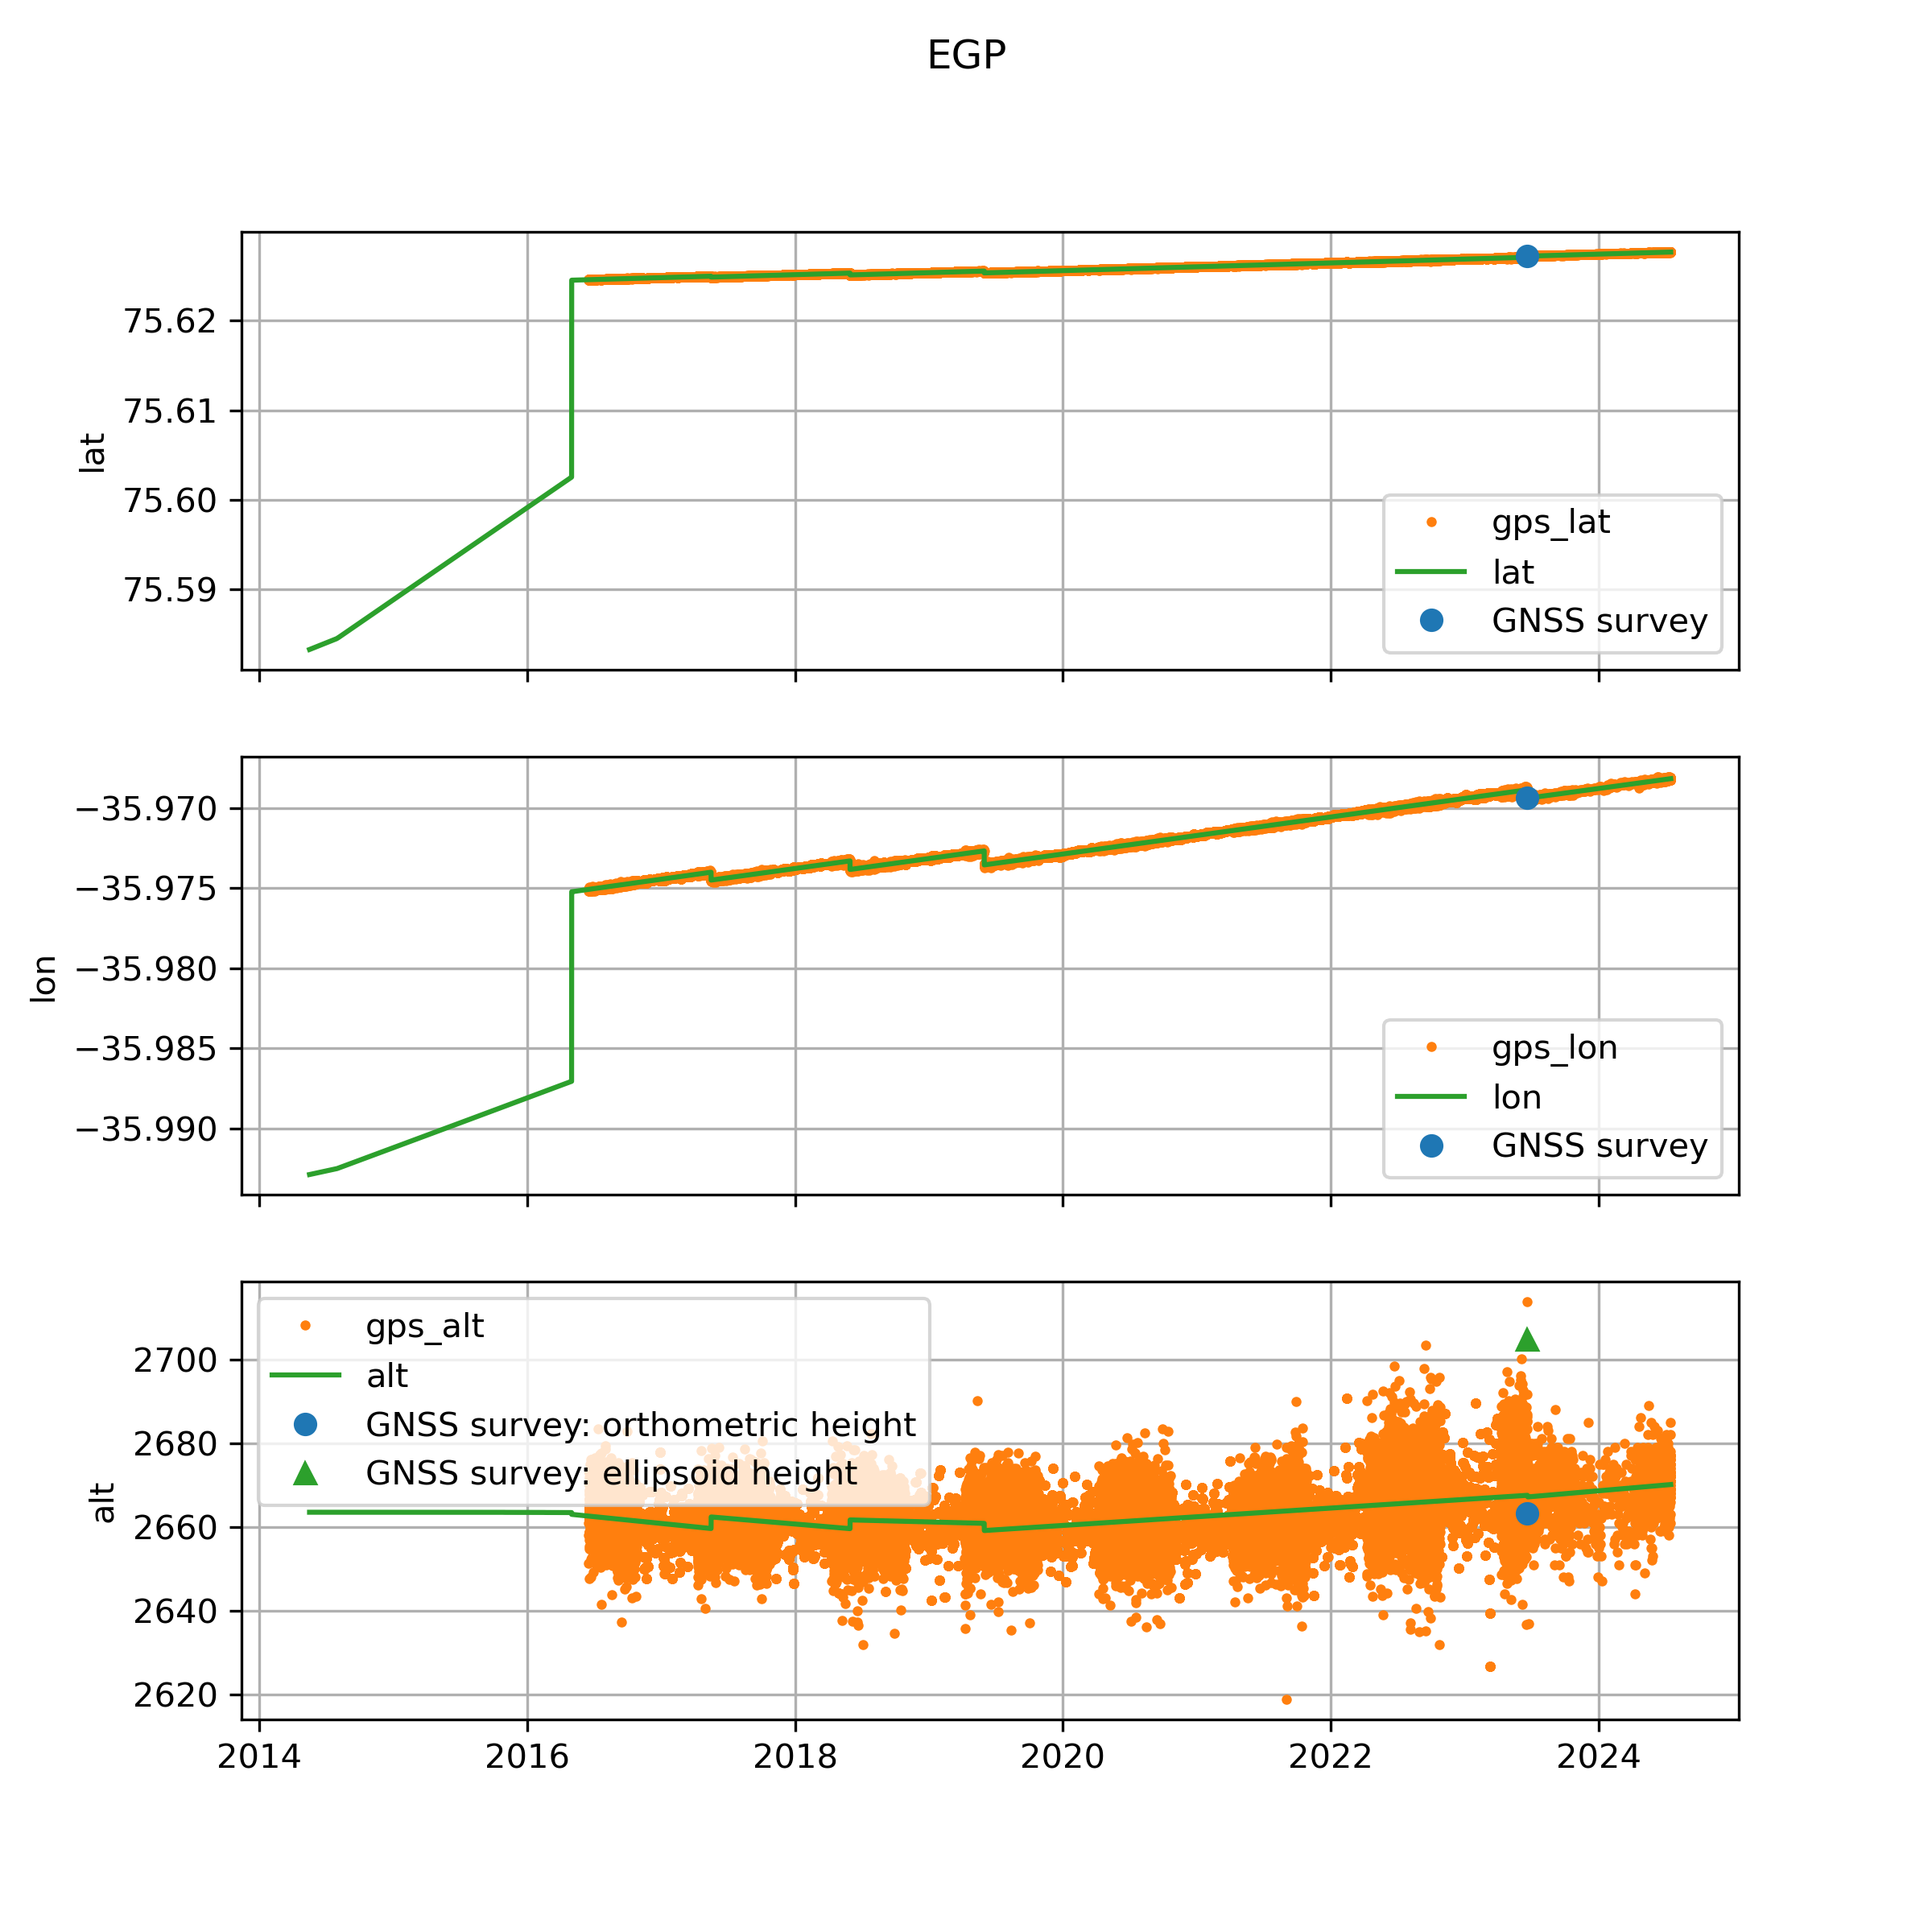 EGP
75.62
75.61
75.60
75.59
lat
gps_lat
lat
GNSS survey
−35.970
−35.975
−35.980
−35.985
−35.990
lon
gps_lon
lon
GNSS survey
2700
2680
2660
2640
2620
alt
gps_alt
alt
GNSS survey: orthometric height
GNSS survey: ellipsoid height
2014 2016 2018 2020 2022 2024